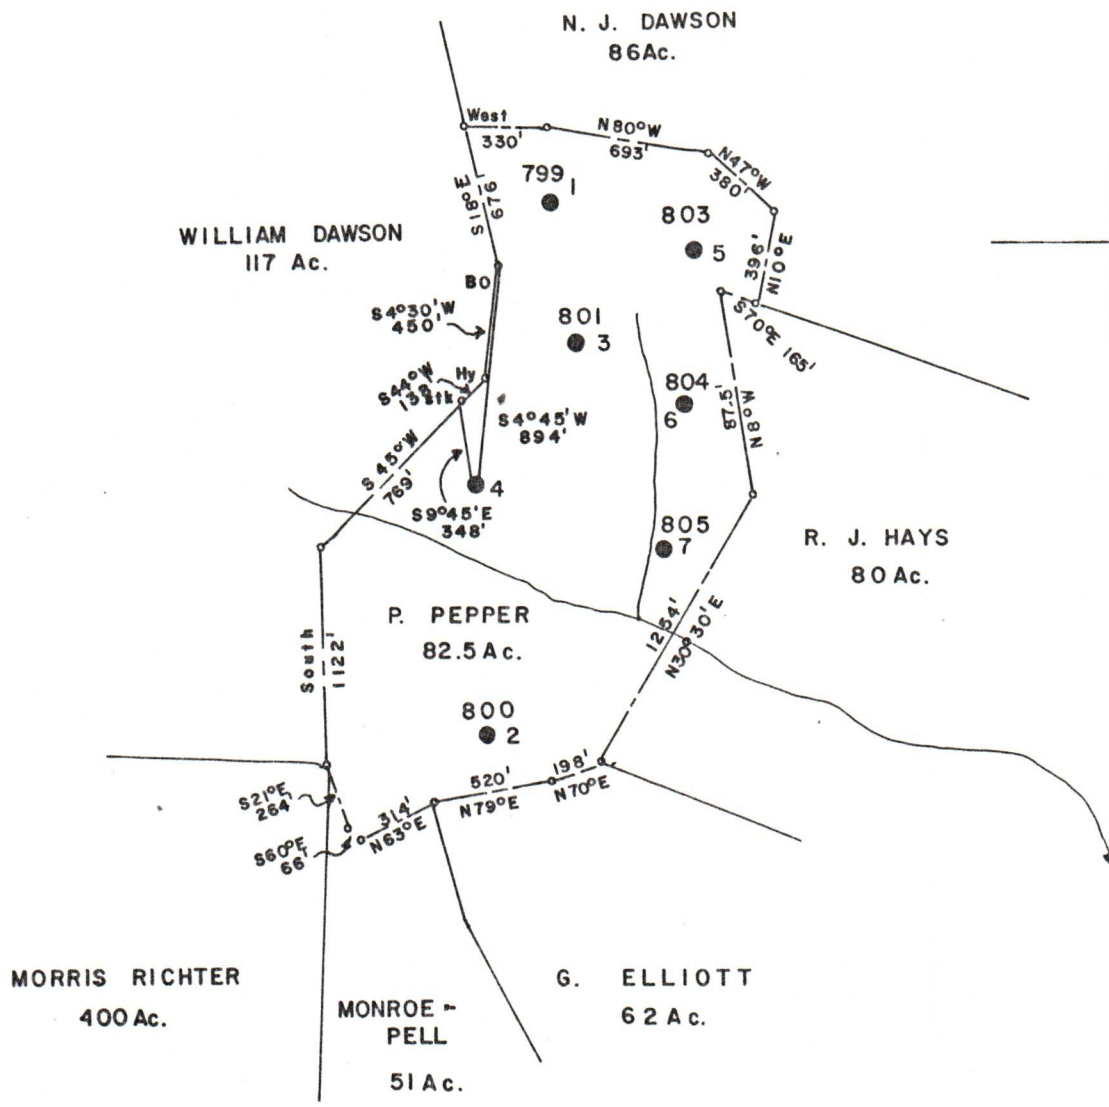 N. J. DAWSON
86 Ac.
West
330'
N80°W
693'
N47°W
380'
S18°E
676'
799
1
803
5
396'
N10°E
WILLIAM DAWSON
117 Ac.
BO
S4°30'W
450'
801
3
S70°E 165'
S44°W
Hy
Stk
S4°45'W
894'
804
6
N8°W
S45°W
769'
4
S9°45'E
348'
805
7
R. J. HAYS
80 Ac.
P. PEPPER
82.5 Ac.
1254'
N30°30'E
South
1122'
800
2
S21°E
264'
S60°E
66'
314'
N63°E
520'
N79°E
198'
N70°E
MORRIS RICHTER
400 Ac.
MONROE -
PELL
51 Ac.
G. ELLIOTT
62 Ac.